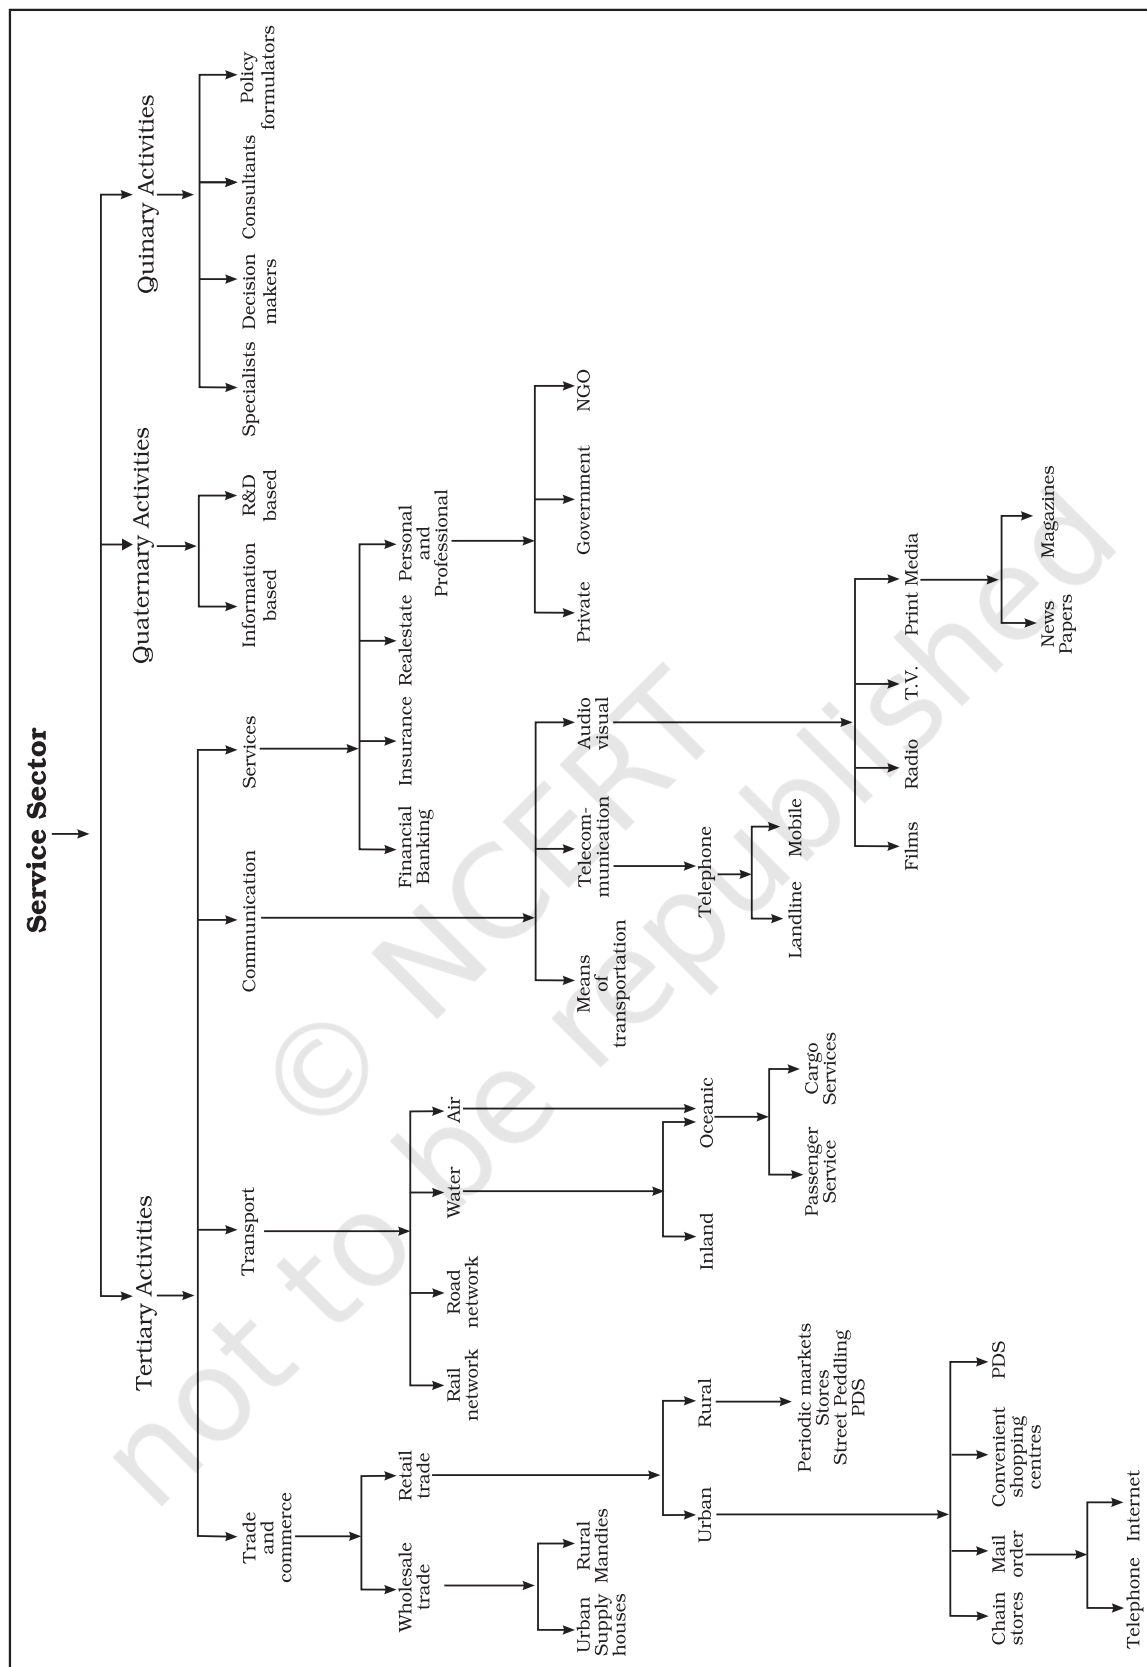 Service Sector
Tertiary Activities
Quaternary Activities
Quinary Activities
Trade
and
commerce
Transport
Communication
Services
Information
based
R&D
based
Specialists
Decision
makers
Consultants
Policy
formulators
Wholesale
trade
Retail
trade
Rail
network
Road
network
Water
Air
Financial
Banking
Insurance
Realestate
Personal
and
Professional
Urban
Supply
houses
Rural
Mandies
Means
of
transportation
Telecom-
munication
Audio
visual
Private
Government
NGO
Urban
Rural
Inland
Oceanic
Telephone
Periodic markets
Stores
Street Peddling
PDS
Passenger
Service
Cargo
Services
Landline
Mobile
Films
Radio
T.V.
Print Media
Chain
stores
Mail
order
Convenient
shopping
centres
PDS
News
Papers
Magazines
Telephone
Internet
© NCERT
not to be republished